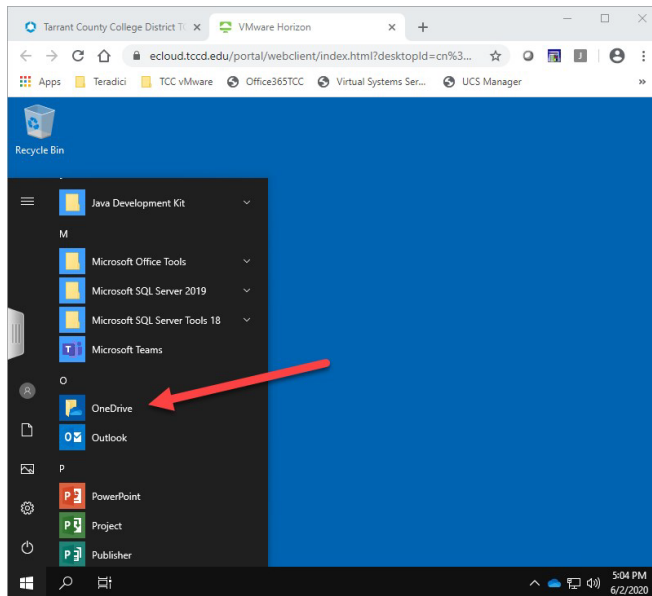 Tarrant County College District TC
VMware Horizon
ecloud.tccd.edu/portal/webclient/index.html?desktopId=cn%3...
Apps
Teradici
TCC vMware
Office365TCC
Virtual Systems Ser...
UCS Manager
»
Recycle Bin
Java Development Kit
M
Microsoft Office Tools
Microsoft SQL Server 2019
Microsoft SQL Server Tools 18
Microsoft Teams
O
OneDrive
Outlook
P
PowerPoint
Project
Publisher
5:04 PM
6/2/2020